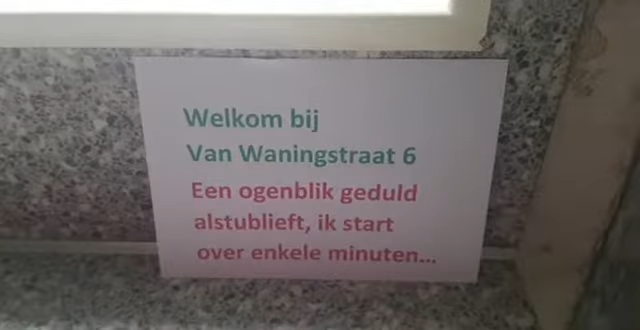 Welkom bij
Van Waningstraat 6
Een ogenblik geduld
alstublieft, ik start
over enkele minuten...